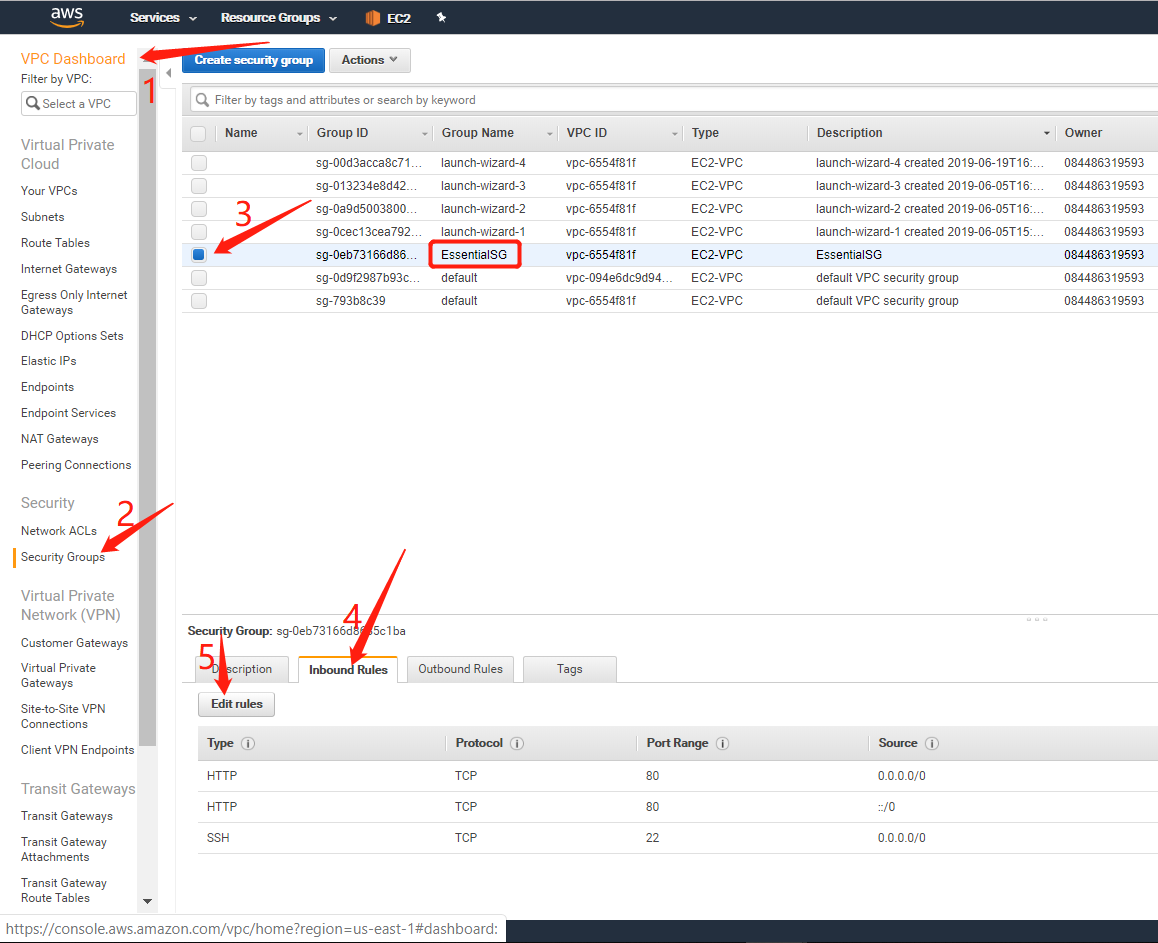 aws Services Resource Groups EC2
VPC Dashboard
Filter by VPC:
Select a VPC
1
Virtual Private
Cloud
Your VPCs
Subnets
Route Tables
Internet Gateways
Egress Only Internet
Gateways
DHCP Options Sets
Elastic IPs
Endpoints
Endpoint Services
NAT Gateways
Peering Connections
Security
2
Network ACLs
Security Groups
Virtual Private
Network (VPN)
Customer Gateways
Virtual Private
Gateways
Site-to-Site VPN
Connections
Client VPN Endpoints
Transit Gateways
Transit Gateways
Transit Gateway
Attachments
Transit Gateway
Route Tables
Create security group Actions
Filter by tags and attributes or search by keyword
Name Group ID Group Name VPC ID Type Description Owner
sg-00d3acca8c71... launch-wizard-4 vpc-6554f81f EC2-VPC launch-wizard-4 created 2019-06-19T16:... 084486319593
sg-013234e8d42... launch-wizard-3 vpc-6554f81f EC2-VPC launch-wizard-3 created 2019-06-05T16:... 084486319593
3
sg-0a9d5003800... launch-wizard-2 vpc-6554f81f EC2-VPC launch-wizard-2 created 2019-06-05T16:... 084486319593
sg-0cec13cea792... launch-wizard-1 vpc-6554f81f EC2-VPC launch-wizard-1 created 2019-06-05T15:... 084486319593
sg-0eb73166d86... EssentialSG vpc-6554f81f EC2-VPC EssentialSG 084486319593
sg-0d9f2987b93c... default vpc-094e6dc9d94... EC2-VPC default VPC security group 084486319593
sg-793b8c39 default vpc-6554f81f EC2-VPC default VPC security group 084486319593
4
Security Group:
5
Description Inbound Rules Outbound Rules Tags
Edit rules
Type Protocol Port Range Source
HTTP TCP 80 0.0.0.0/0
HTTP TCP 80 ::/0
SSH TCP 22 0.0.0.0/0
https://console.aws.amazon.com/vpc/home?region=us-east-1#dashboard: